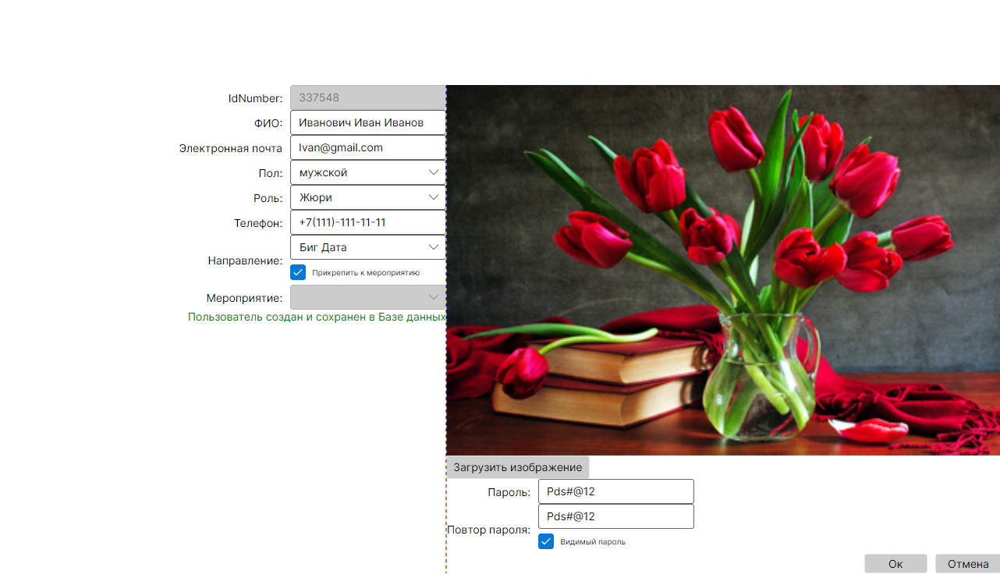 IdNumber: 337548
ФИО: Иванович Иван Иванов
Электронная почта Ivan@gmail.com
Пол: мужской
Роль: Жюри
Телефон: +7(111)-111-11-11
Биг Дата
Направление:
Прикрепить к мероприятию
Мероприятие:
Пользователь создан и сохранен в Базе данных
Загрузить изображение
Пароль: Pds#@12
Pds#@12
Повтор пароля:
Видимый пароль
Ок Отмена